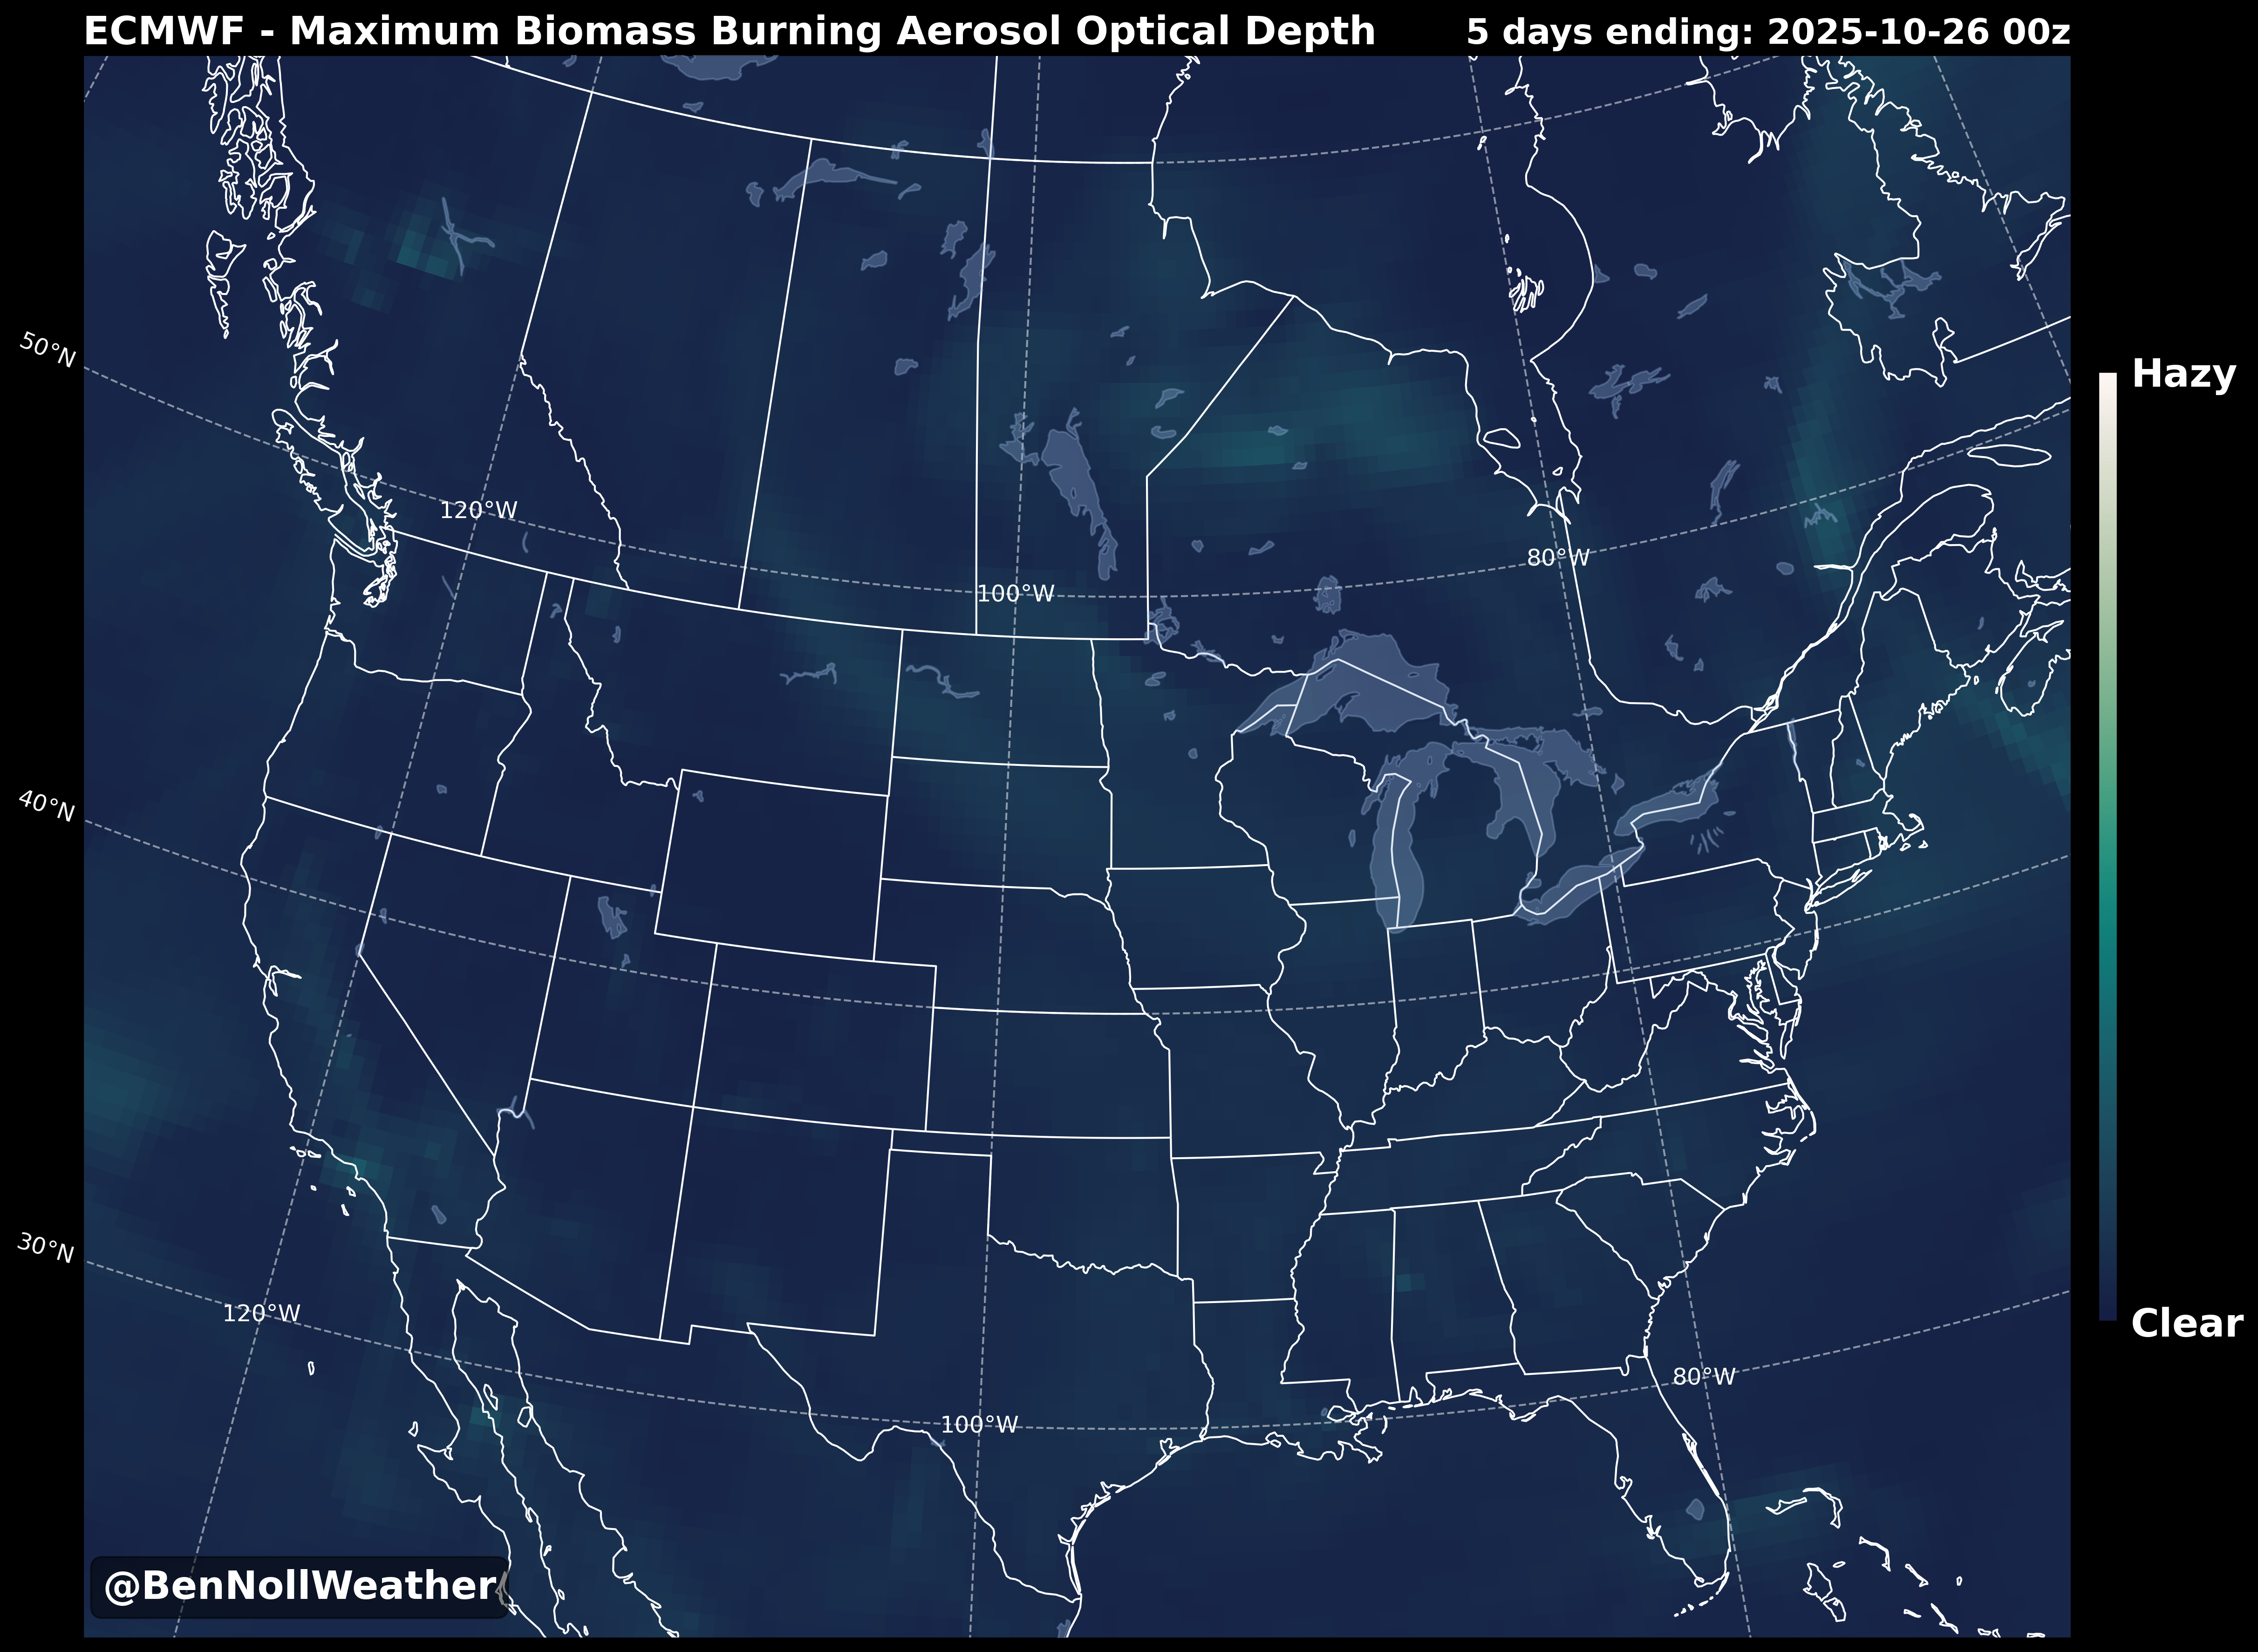 ECMWF - Maximum Biomass Burning Aerosol Optical Depth
5 days ending: 2025-10-26 00z
50°N
Hazy
120°W
80°W
100°W
40°N
30°N
120°W
Clear
80°W
100°W
@BenNollWeather